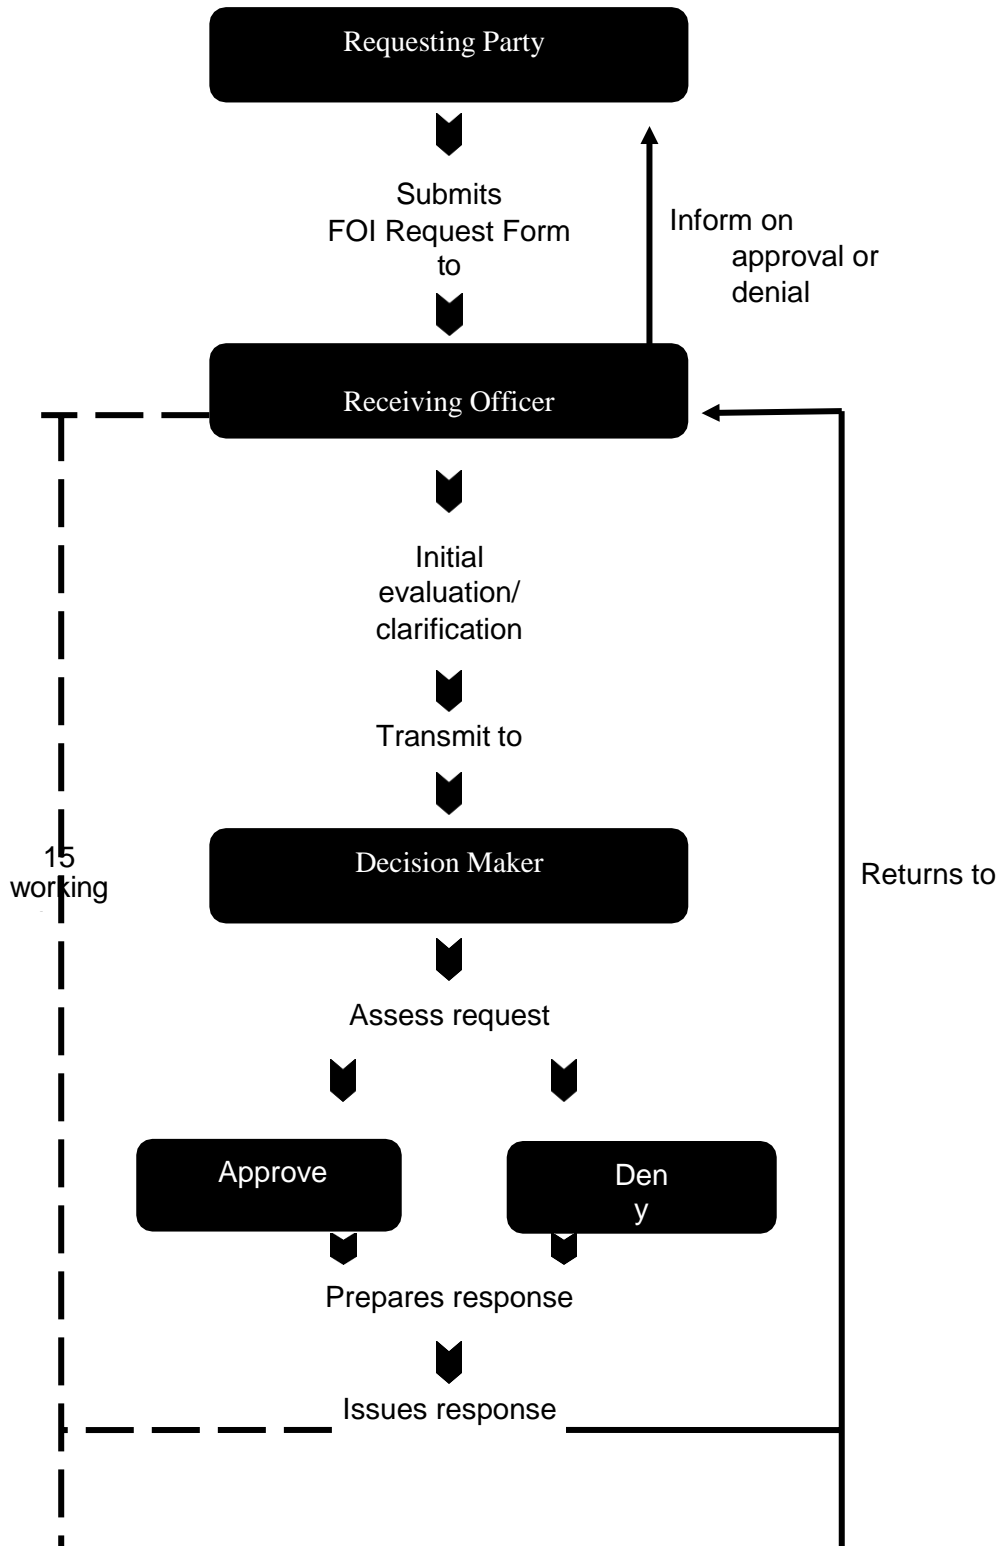 Requesting Party
Submits
FOI Request Form
to
Inform on
approval or
denial
Receiving Officer
Initial
evaluation/
clarification
Transmit to
15
working
Decision Maker
Returns to
Assess request
Approve
Den
y
Prepares response
Issues response